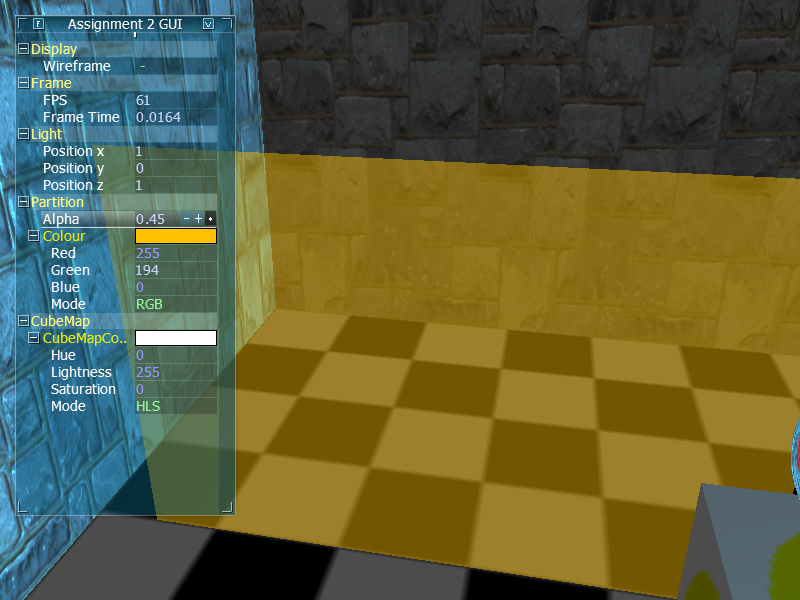 Assignment 2 GUI
Display
Wireframe -
Frame
FPS 61
Frame Time 0.0164
Light
Position x 1
Position y 0
Position z 1
Partition
Alpha 0.45 - +
Colour
Red 255
Green 194
Blue 0
Mode RGB
CubeMap
CubeMapCo..
Hue 0
Lightness 255
Saturation 0
Mode HLS